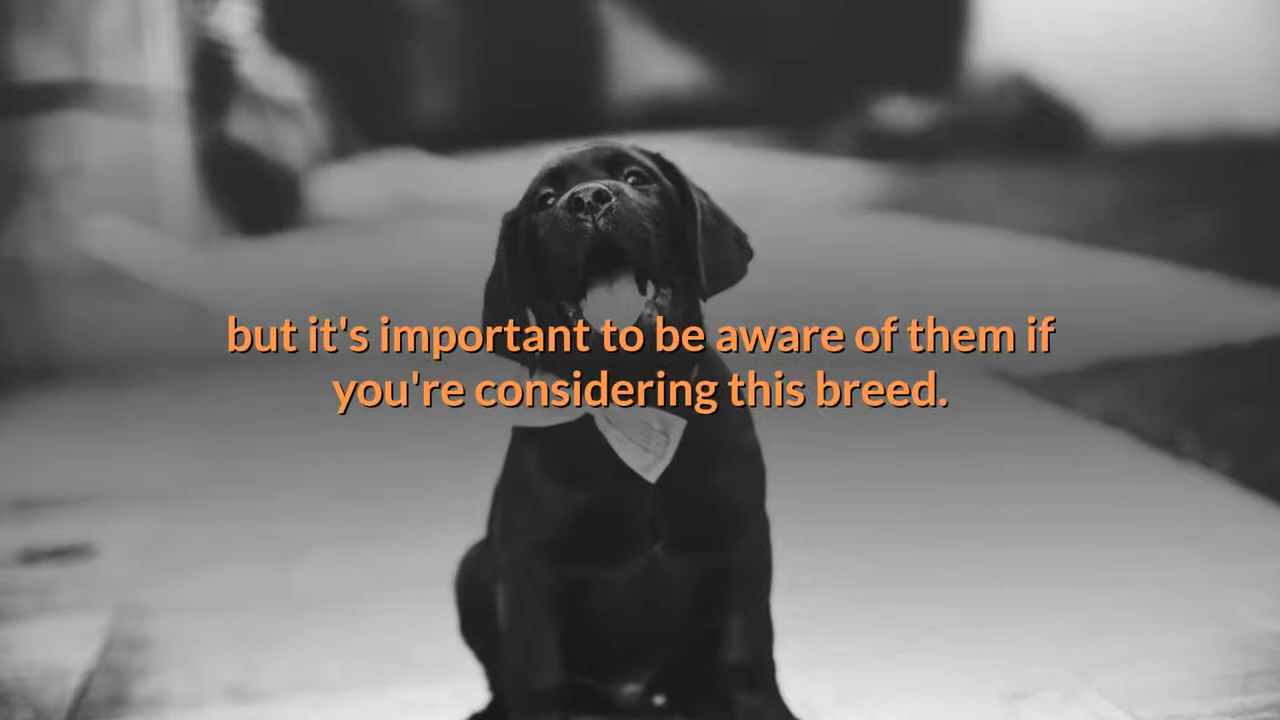 but it's important to be aware of them if
you're considering this breed.